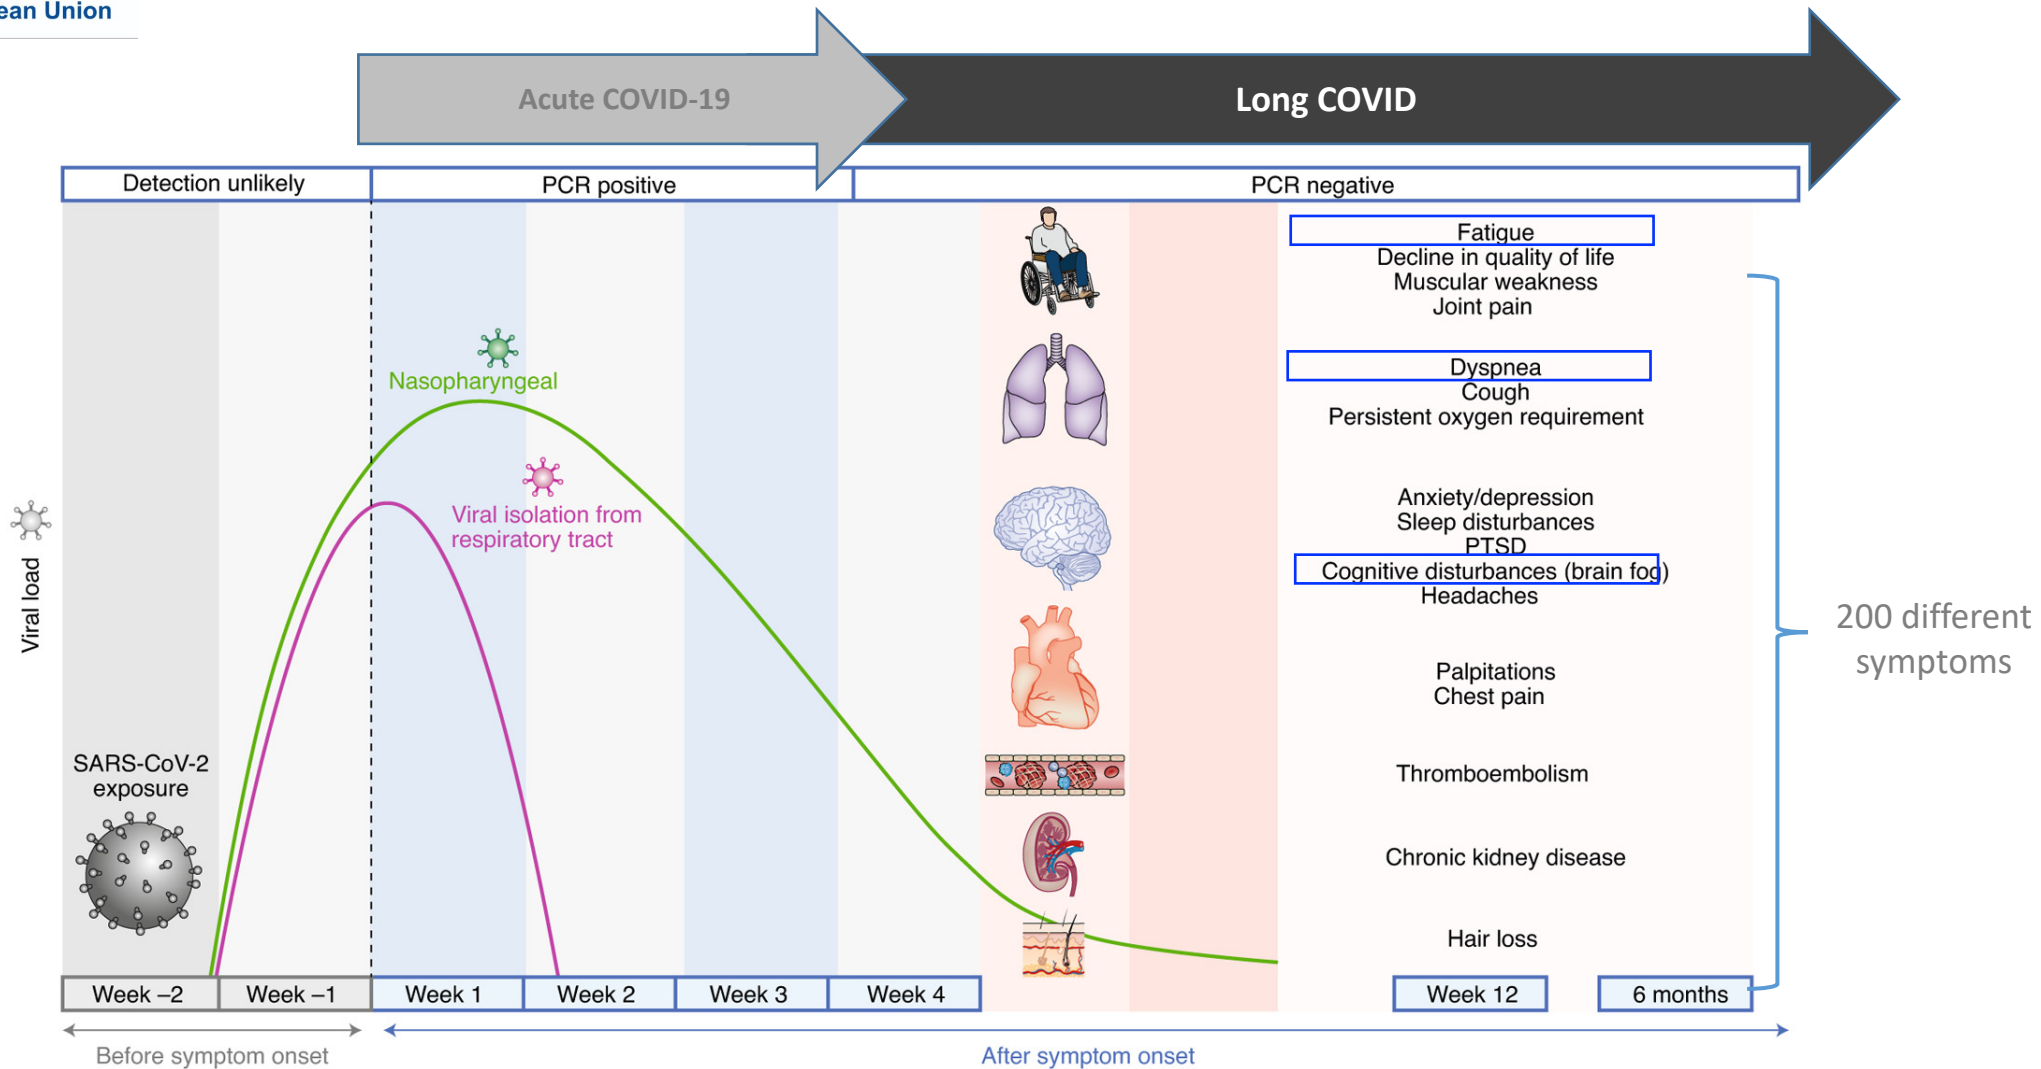 ean Union
Acute COVID-19
Long COVID
Detection unlikely
PCR positive
PCR negative
Fatigue
Decline in quality of life
Muscular weakness
Joint pain
Nasopharyngeal
Dyspnea
Cough
Persistent oxygen requirement
Viral isolation from
respiratory tract
Anxiety/depression
Sleep disturbances
PTSD
Cognitive disturbances (brain fog)
Headaches
Viral load
200 different
symptoms
Palpitations
Chest pain
SARS-CoV-2
exposure
Thromboembolism
Chronic kidney disease
Hair loss
Week –2
Week –1
Week 1
Week 2
Week 3
Week 4
Week 12
6 months
Before symptom onset
After symptom onset